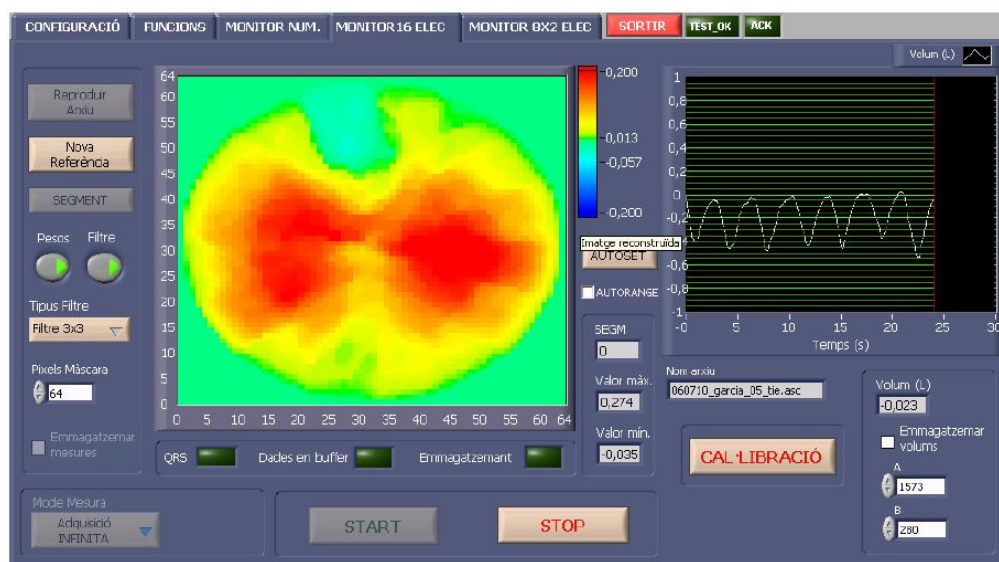 CONFIGURACIÓ
FUNCIONS
MONITOR NUM.
MONITOR16 ELEC
MONITOR 8X2 ELEC
SORTIR
TEST_OK
ACK
Reproduir
Arxiu
Nova
Referència
SEGMENT
Pesos
Filtre
Tipus Filtre
Filtre 3x3
Pixels Màscara
64
Emmagatzemar
mesures
64
60
55
50
45
40
35
30
25
20
15
10
5
0
0 5 10 15 20 25 30 35 40 45 50 55 60 64
-0,200
-0,013
-0,057
-0,200
Imatge reconstruïda
AUTOSET
AUTORANGE
SEGM
0
Valor màx.
0,274
Valor mín.
-0,035
QRS
Dades en buffer
Emmagatzemant
Volum (L)
1
0,8
0,6
0,4
0,2
0
-0,2
-0,4
-0,6
-0,8
-1
-0 5 10 15 20 25 30
Temps (s)
Nom arxiu
060710_garcia_05_tie.asc
CAL·LIBRACIÓ
Volum (L)
-0,023
Emmagatzemar
volums
A
1573
B
280
Mode Mesura
Adquisició
INFINITA
START
STOP